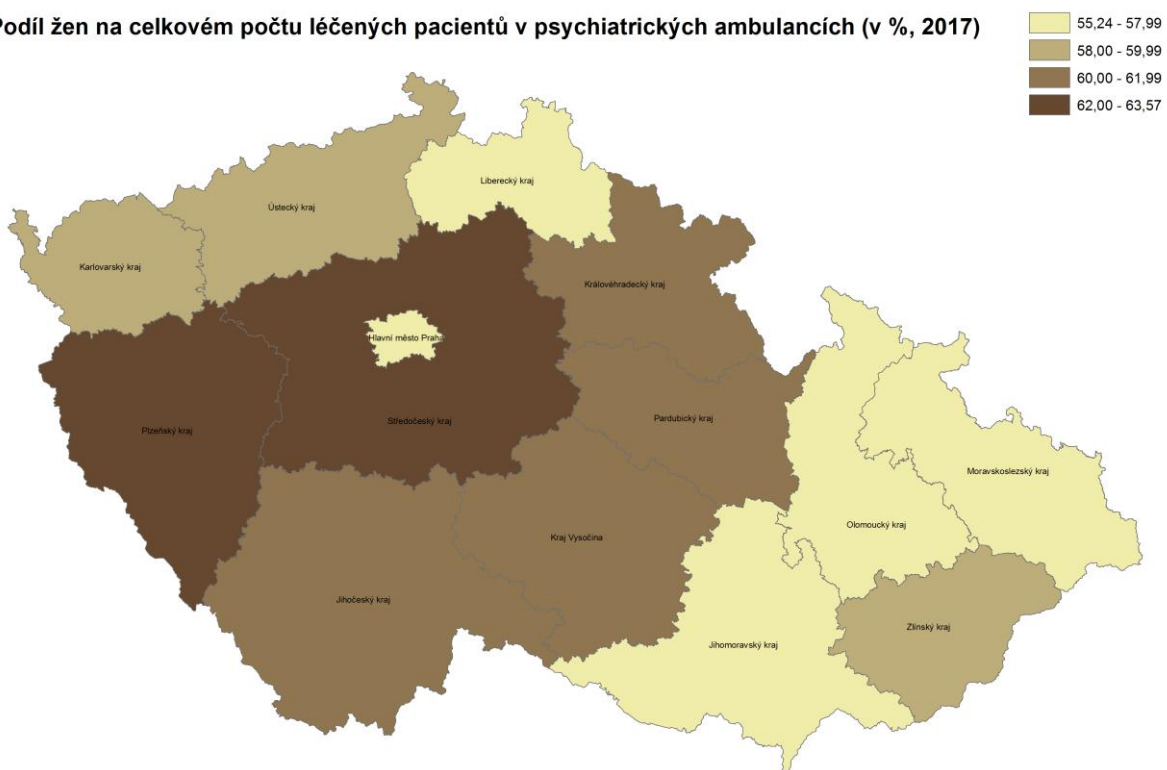 Podíl žen na celkovém počtu léčených pacientů v psychiatrických ambulancích (v %, 2017)
55,24 - 57,99
58,00 - 59,99
60,00 - 61,99
62,00 - 63,57
Liberecký kraj
Ústecký kraj
Karlovarský kraj
Královéhradecký kraj
Hlavní město Praha
Středočeský kraj
Pardubický kraj
Plzeňský kraj
Moravskoslezský kraj
Olomoucký kraj
Kraj Vysočina
Jihočeský kraj
Zlínský kraj
Jihomoravský kraj